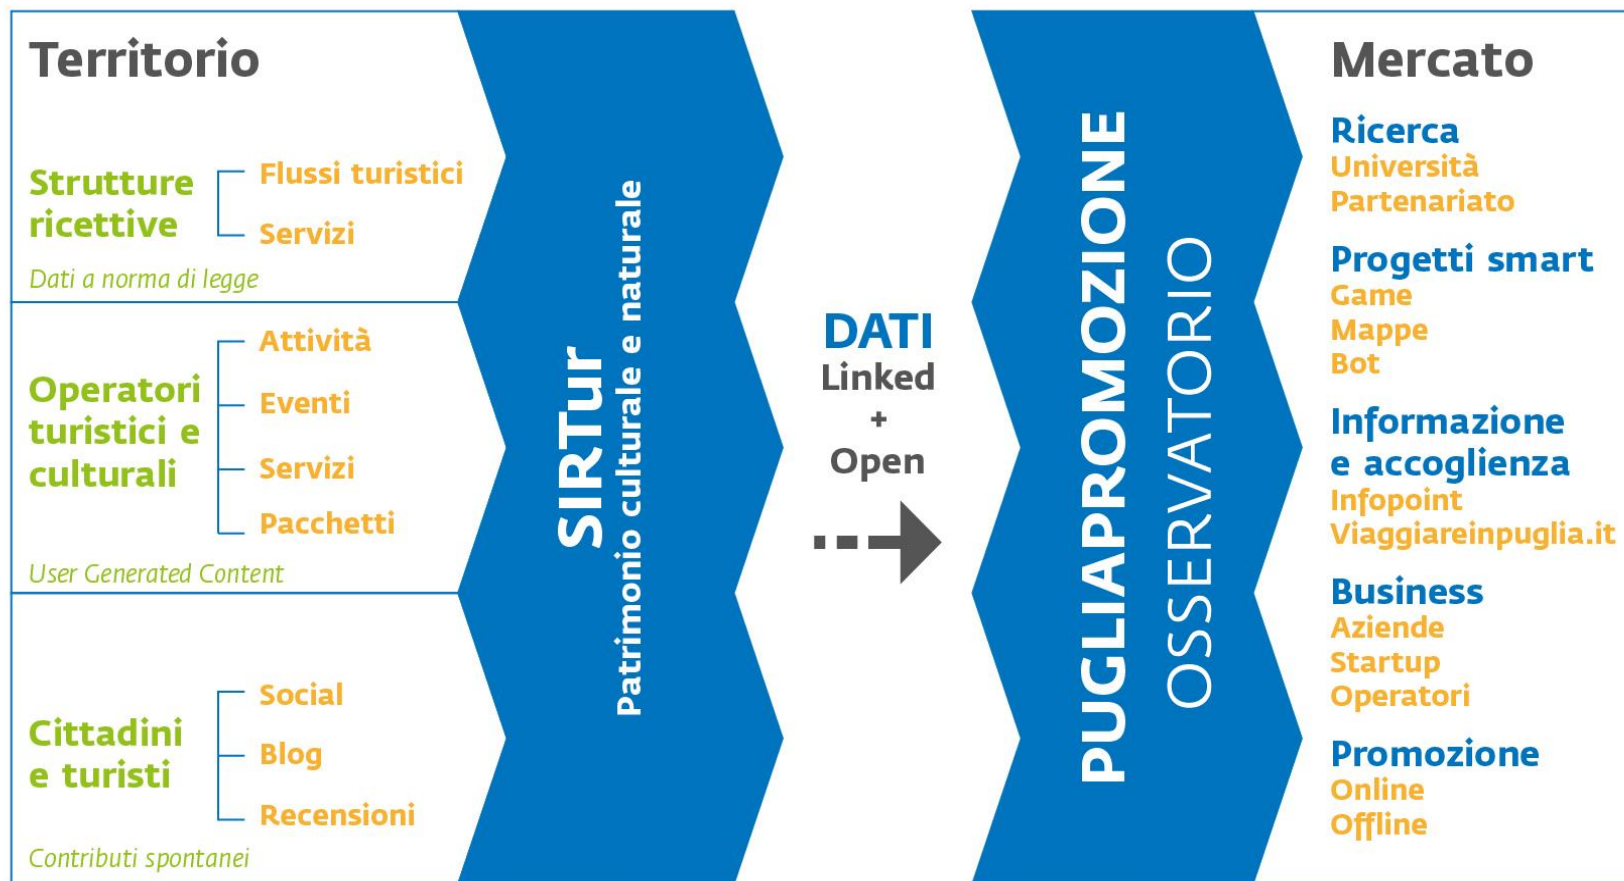 Territorio
Strutture
ricettive
Flussi turistici
Servizi
Dati a norma di legge
Operatori
turistici e
culturali
Attività
Eventi
Servizi
Pacchetti
User Generated Content
Cittadini
e turisti
Social
Blog
Recensioni
Contributi spontanei
SIRTur
Patrimonio culturale e naturale
DATI
Linked
+
Open
PUGLIAPROMOZIONE
OSSERVATORIO
Mercato
Ricerca
Università
Partenariato
Progetti smart
Game
Mappe
Bot
Informazione
e accoglienza
Infopoint
Viaggiareinpuglia.it
Business
Aziende
Startup
Operatori
Promozione
Online
Offline